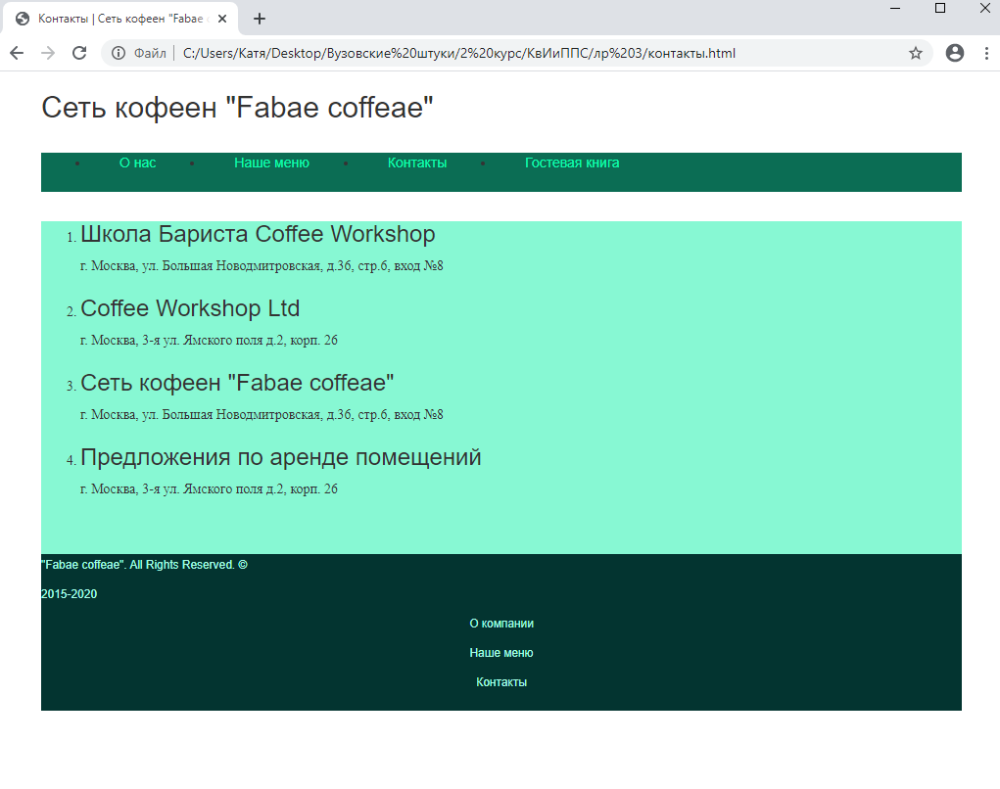 Контакты | Сеть кофеен "Fabae c
Файл
C:/Users/Катя/Desktop/Вузовские%20штуки/2%20курс/КвИиППС/лр%203/контакты.html
Сеть кофеен "Fabae coffeae"
• О нас • Наше меню • Контакты • Гостевая книга
1. Школа Бариста Coffee Workshop
г. Москва, ул. Большая Новодмитровская, д.36, стр.6, вход №8
2. Coffee Workshop Ltd
г. Москва, 3-я ул. Ямского поля д.2, корп. 26
3. Сеть кофеен "Fabae coffeae"
г. Москва, ул. Большая Новодмитровская, д.36, стр.6, вход №8
4. Предложения по аренде помещений
г. Москва, 3-я ул. Ямского поля д.2, корп. 26
"Fabae coffeae". All Rights Reserved. ©
2015-2020
О компании
Наше меню
Контакты